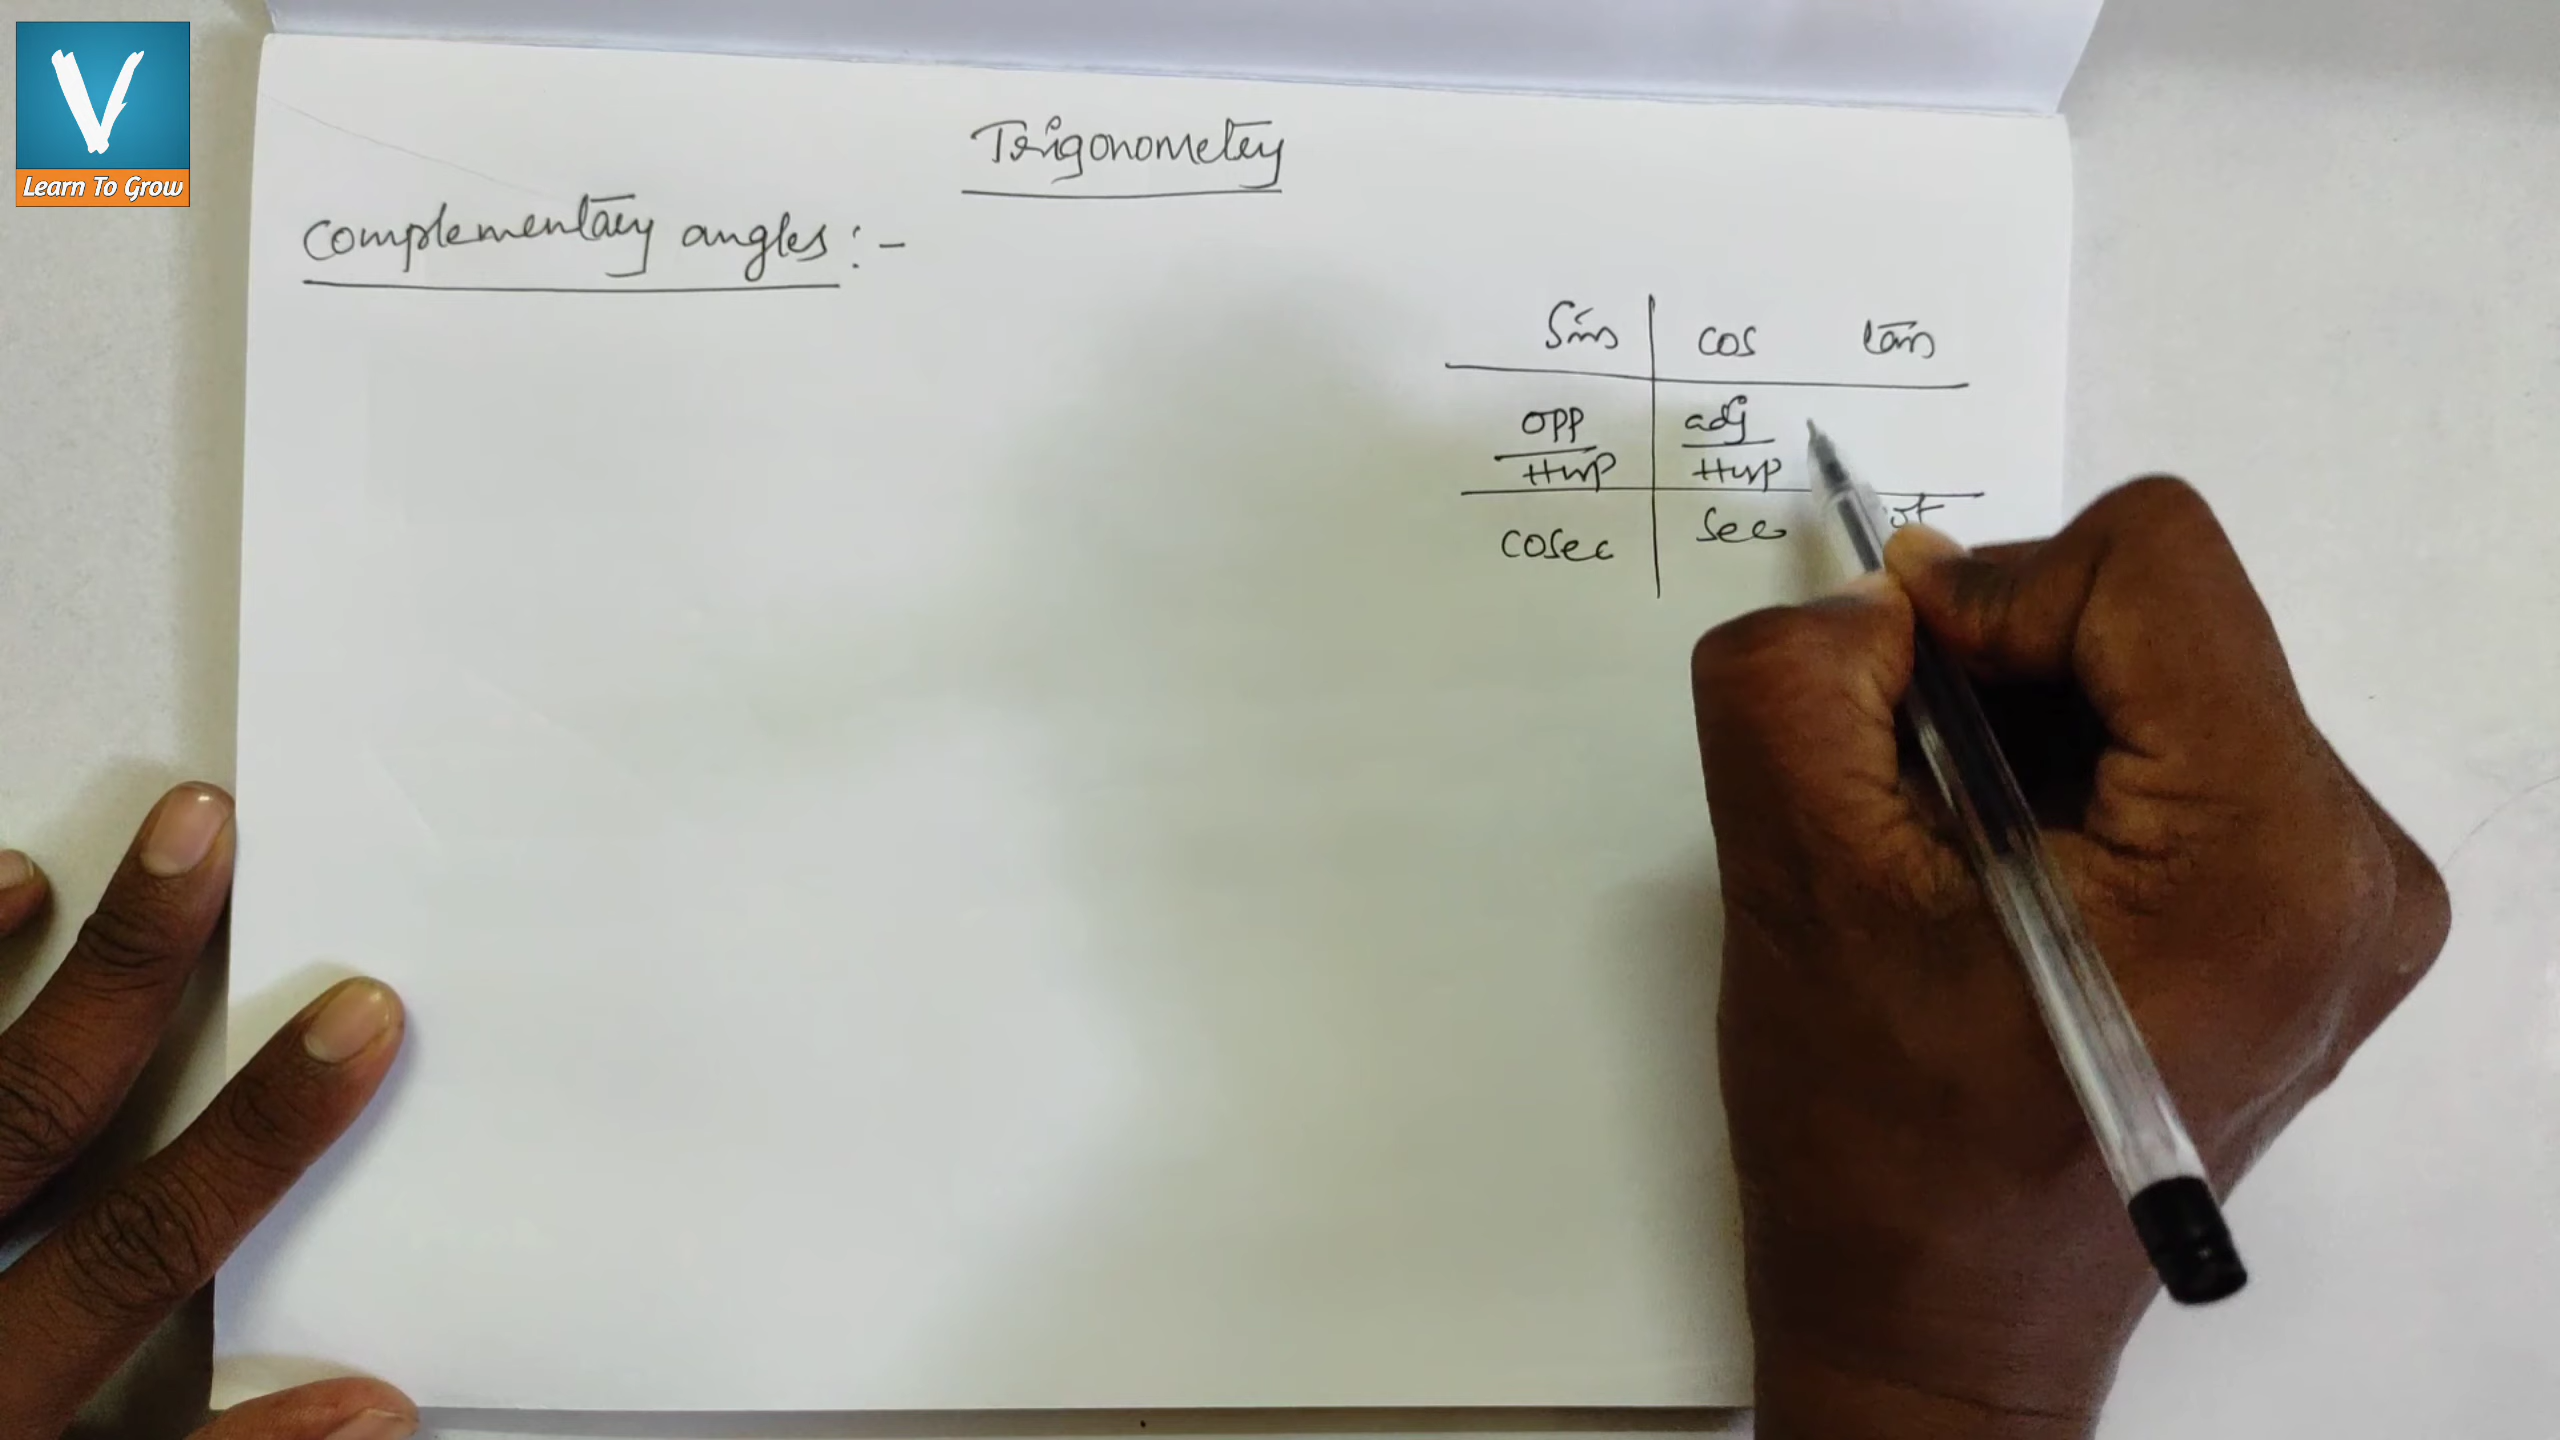 V
Learn To Grow
Trigonometry
Complementary angles :-
Sin cos tan
opp adj
Hyp Hyp
cosec sec